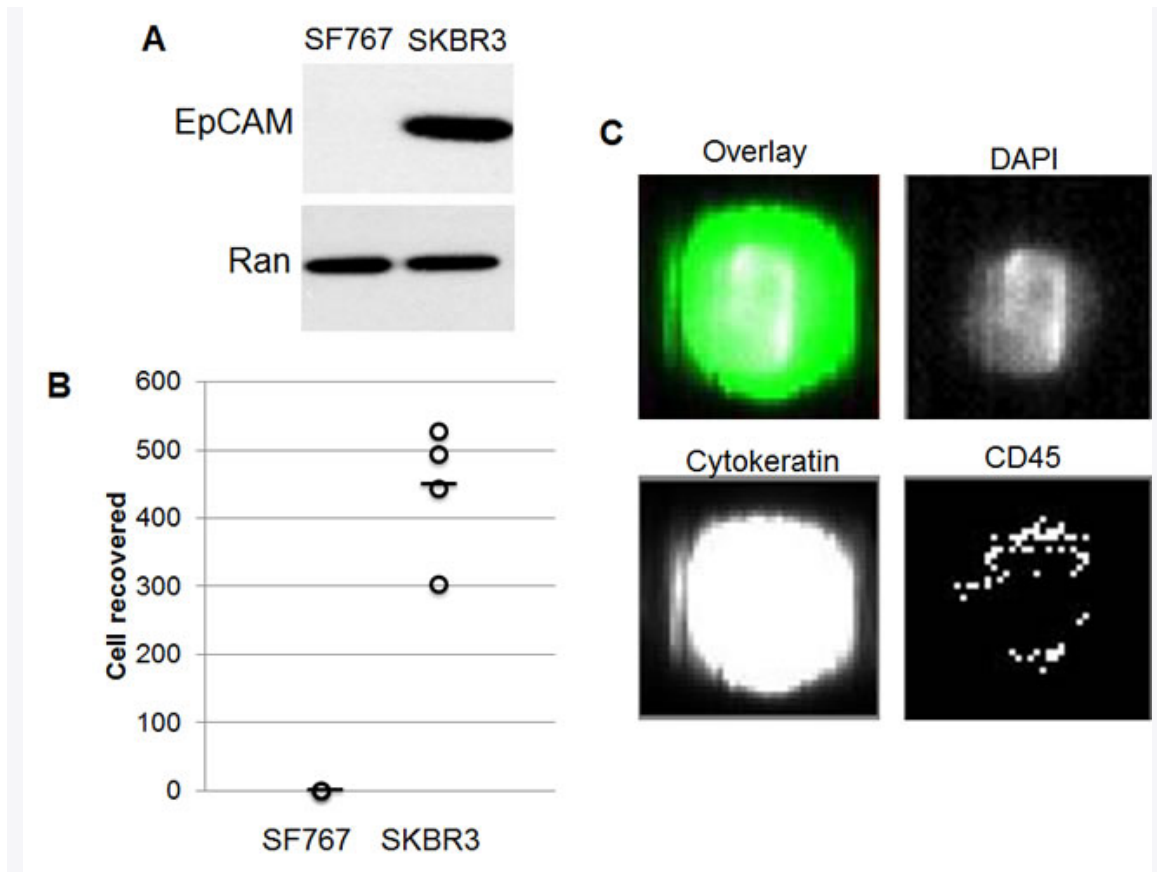 A
SF767 SKBR3
EpCAM
Ran
B
Cell recovered
600
500
400
300
200
100
0
SF767 SKBR3
C
Overlay
DAPI
Cytokeratin
CD45